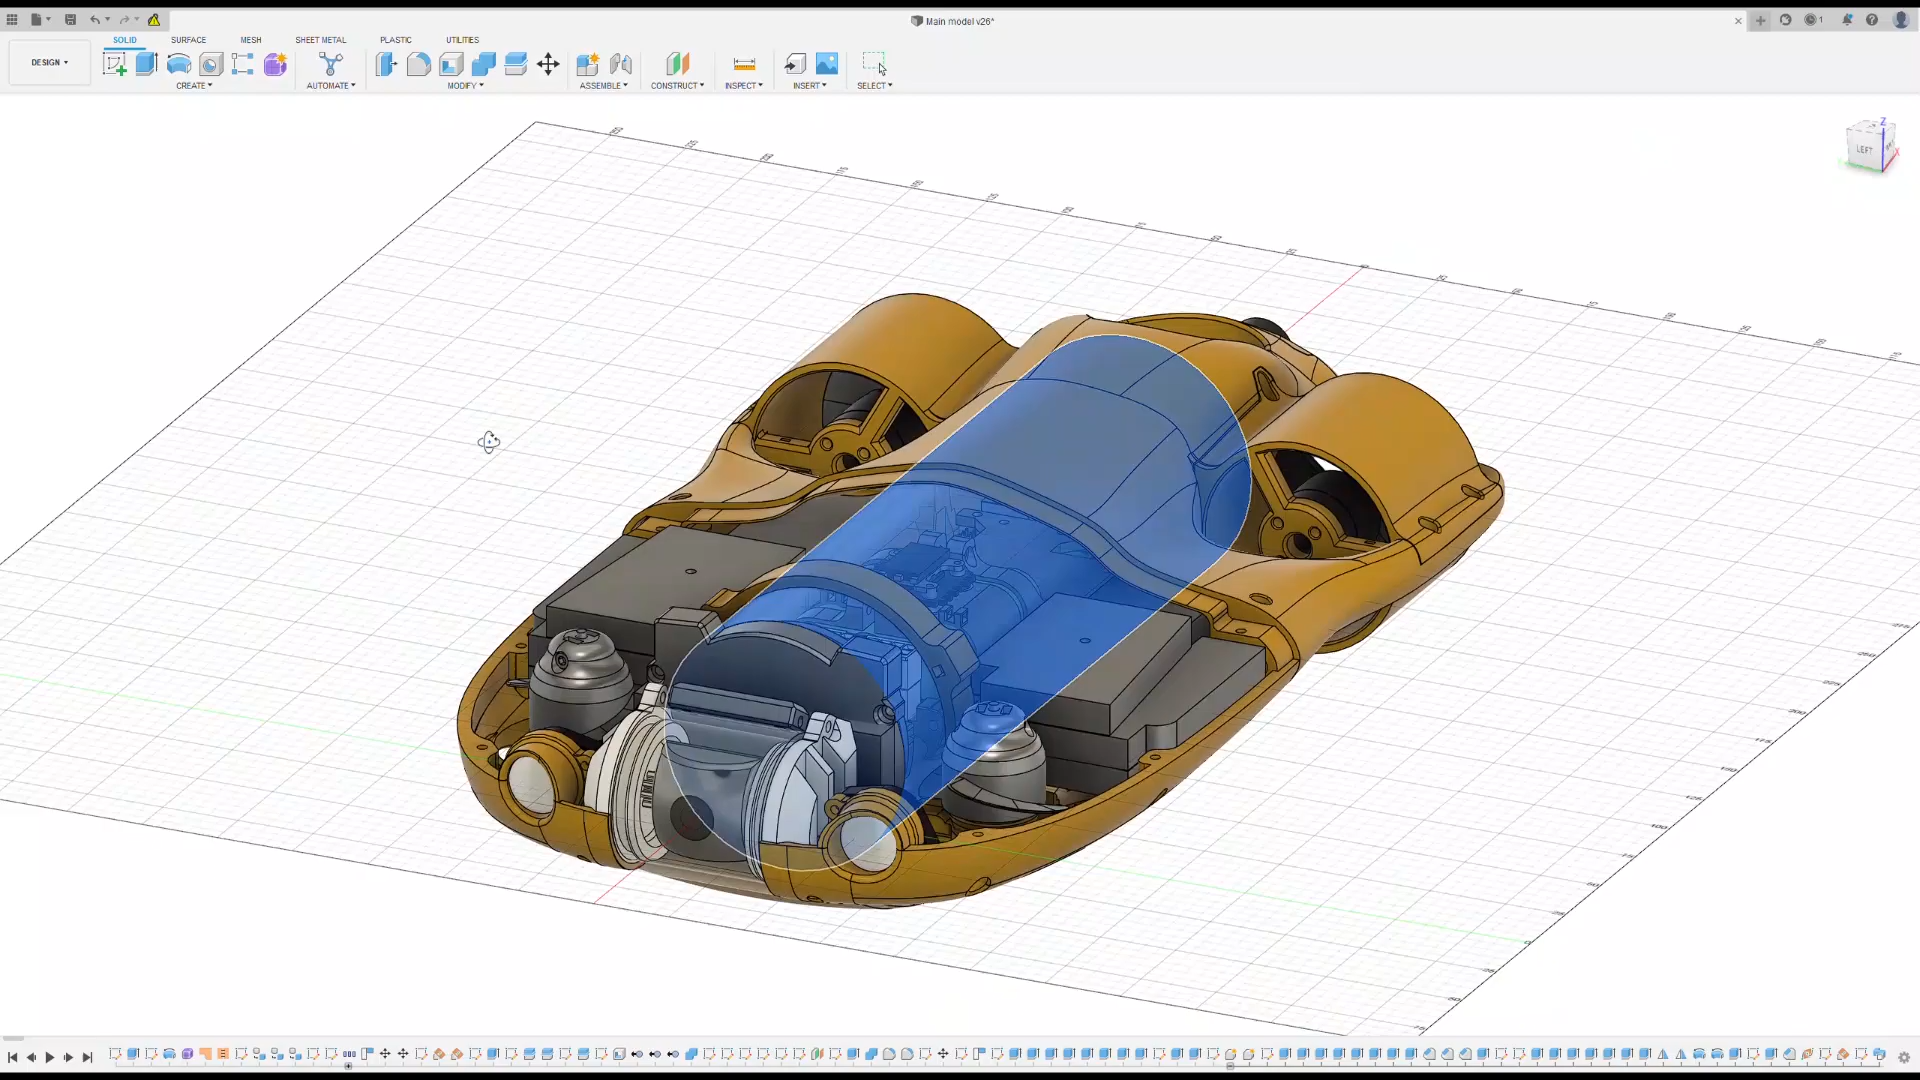 Main model v26*
1
DESIGN
SOLID
SURFACE
MESH
SHEET METAL
PLASTIC
UTILITIES
CREATE
AUTOMATE
MODIFY
ASSEMBLE
CONSTRUCT
INSPECT
INSERT
SELECT
Z
LEFT
X